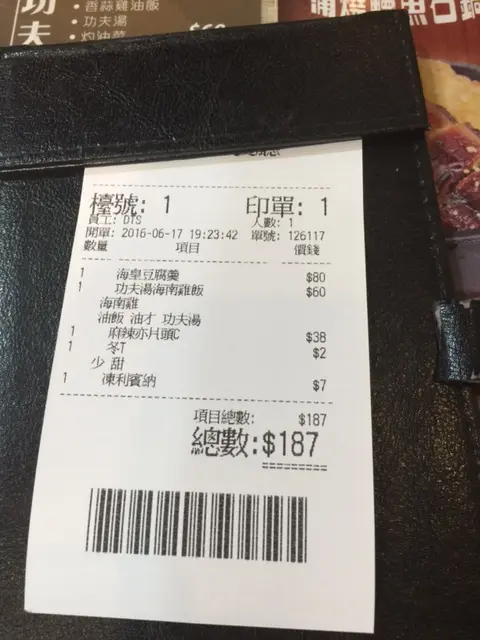 功夫
• 香蒜雞油飯
• 功夫湯
• 灼油菜
檯號: 1 印單: 1
員工: DTS 人數: 1
開單: 2016-06-17 19:23:42 單號: 126117
數量 項目 價錢
1 海皇豆腐羹 $80
1 功夫湯海南雞飯 $60
海南雞
油飯 油才 功夫湯
1 麻辣亦片頭C $38
1 冬T $2
少 甜
1 凍利賓納 $7
項目總數: $187
總數:$187